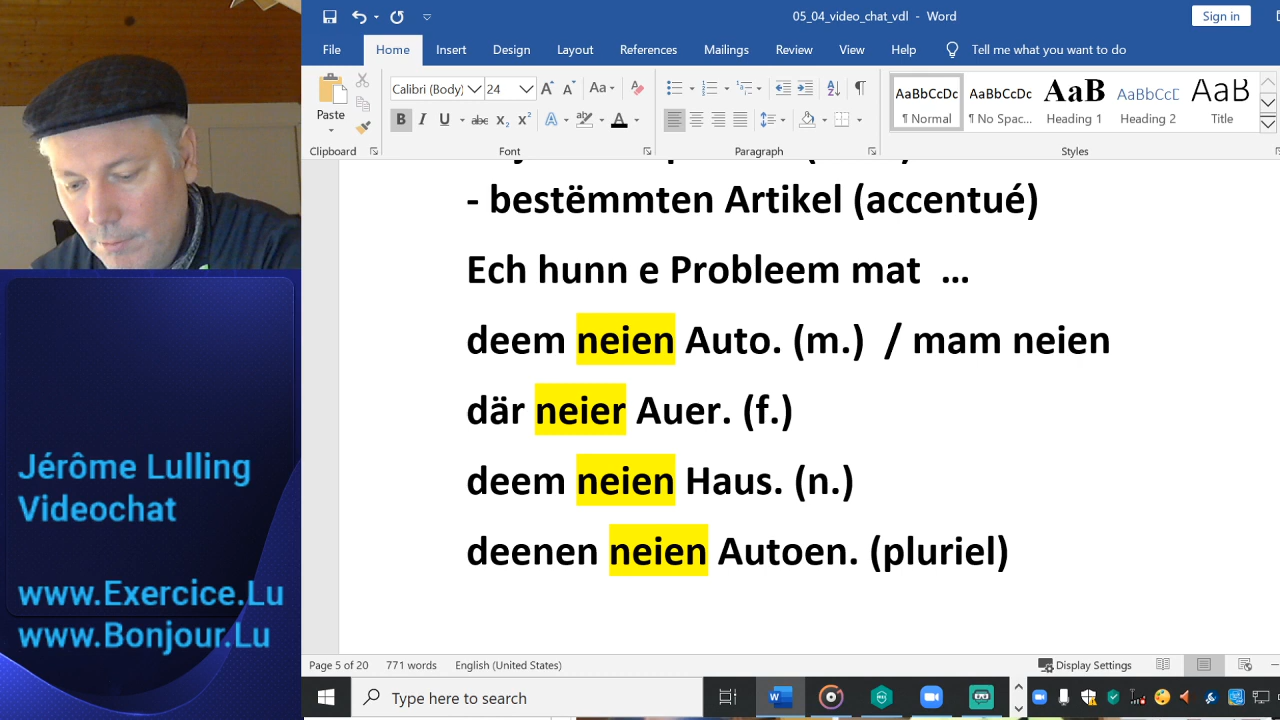 05_04_video_chat_vdl - Word
Sign in
File Home Insert Design Layout References Mailings Review View Help Tell me what you want to do
Paste
Clipboard
Calibri (Body) 24
Font
Paragraph
AaBbCcDc ¶ Normal
AaBbCcDc ¶ No Spac...
AaB Heading 1
AaBbCcC Heading 2
AaB Title
Styles
- bestëmmten Artikel (accentué)
Ech hunn e Probleem mat …
deem neien Auto. (m.) / mam neien
där neier Auer. (f.)
deem neien Haus. (n.)
deenen neien Autoen. (pluriel)
Jérôme Lulling
Videochat
www.Exercice.Lu
www.Bonjour.Lu
Page 5 of 20 771 words English (United States) Display Settings
Type here to search